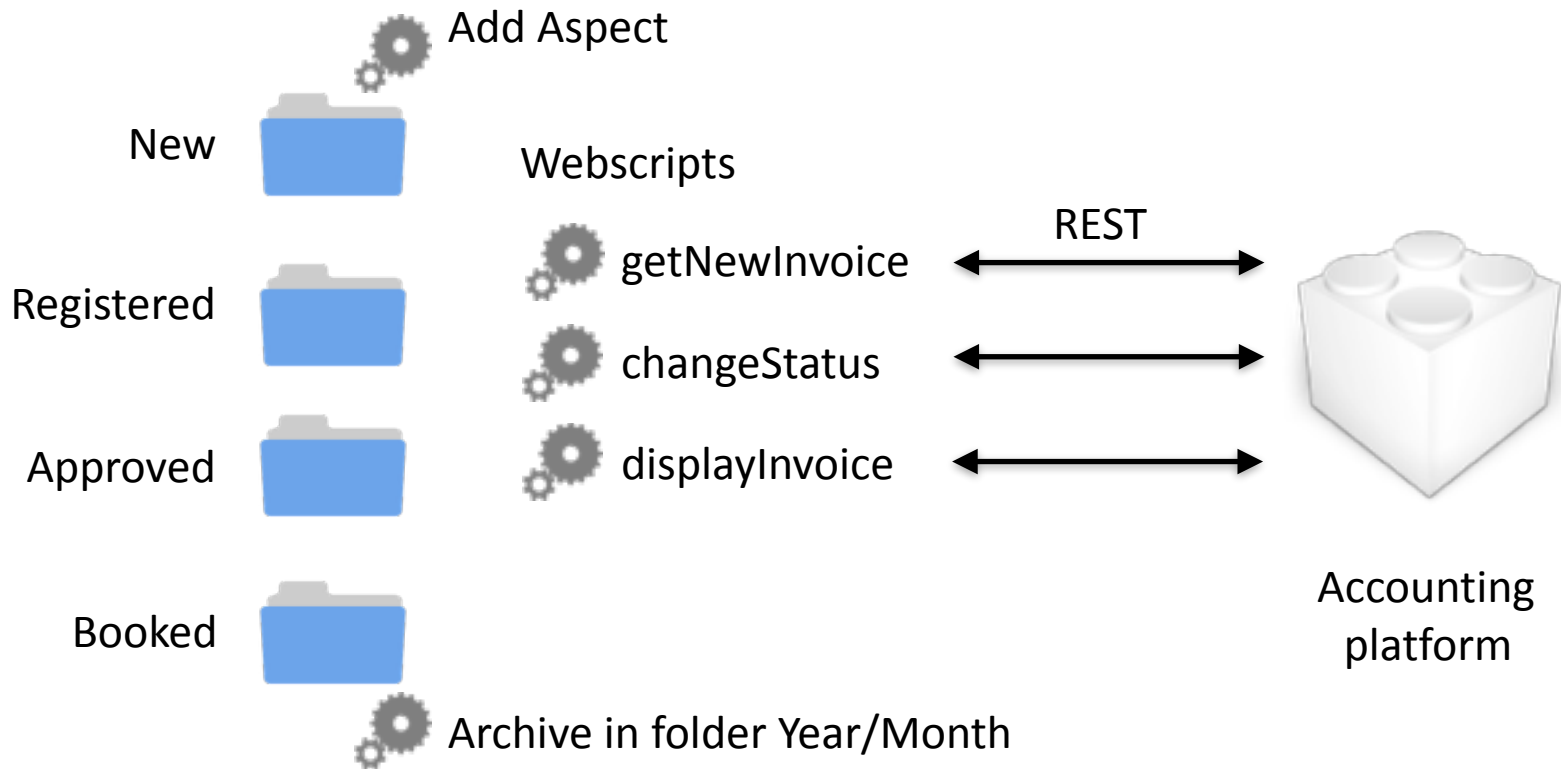 Add Aspect
New
Webscripts
REST
getNewInvoice
Registered
changeStatus
Approved
displayInvoice
Accounting
platform
Booked
Archive in folder Year/Month